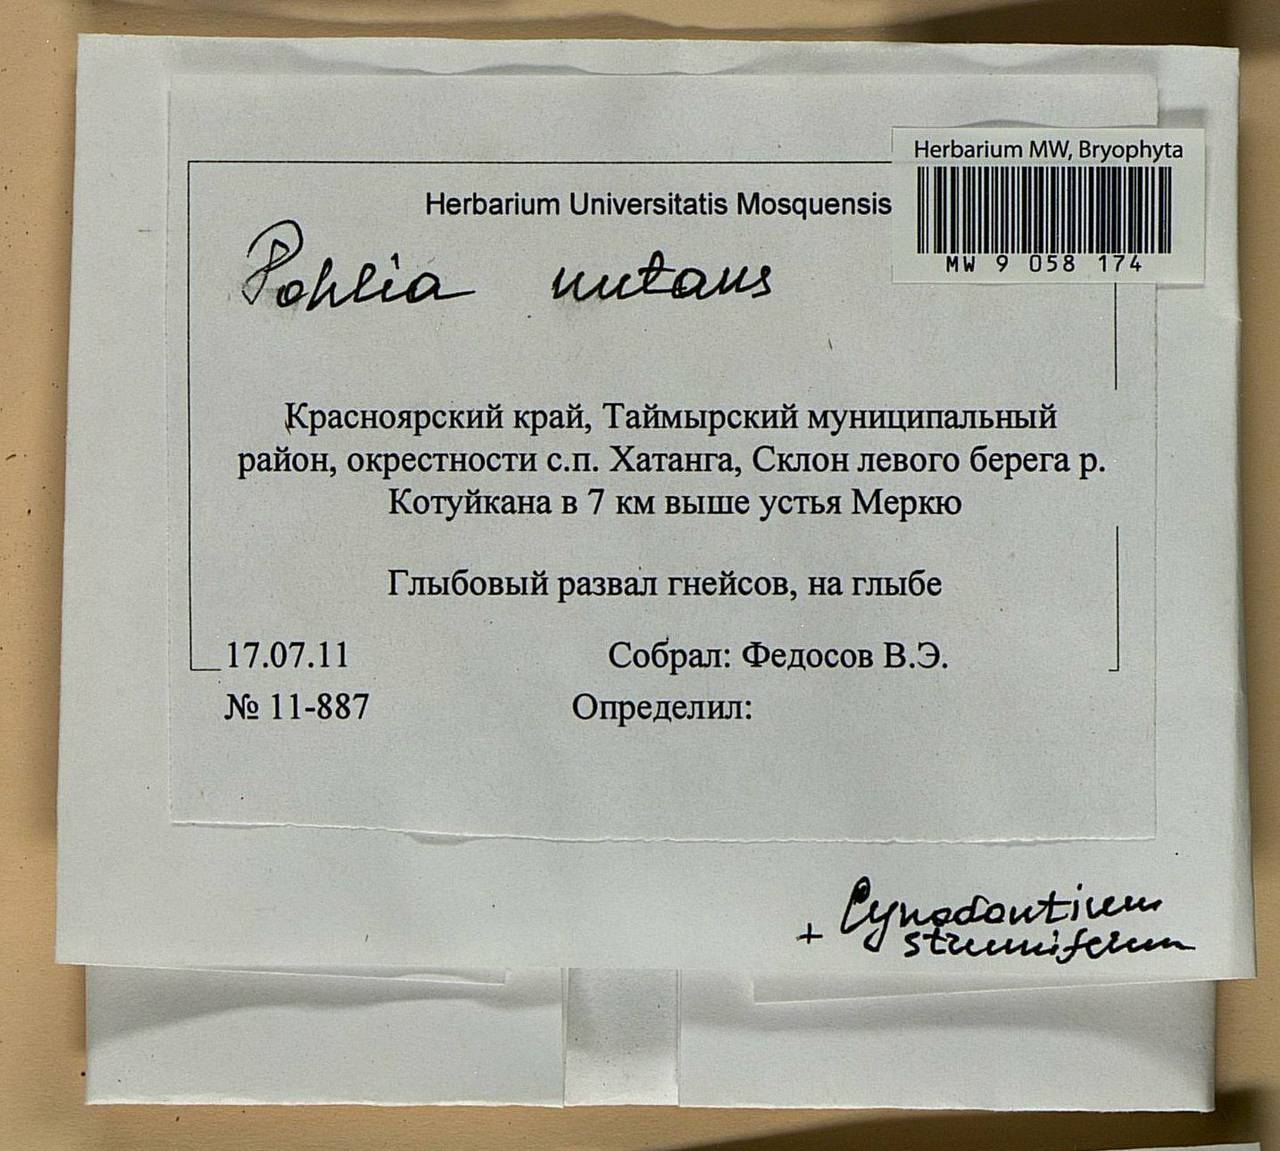 Herbarium MW, Bryophyta
MW 9 058 174
Herbarium Universitatis Mosquensis
Pohlia nutans
Красноярский край, Таймырский муниципальный
район, окрестности с.п. Хатанга, Склон левого берега р.
Котуйкана в 7 км выше устья Меркю
Глыбовый развал гнейсов, на глыбе
17.07.11 Собрал: Федосов В.Э.
№ 11-887 Определил:
+ Cynodontium
strumiferum